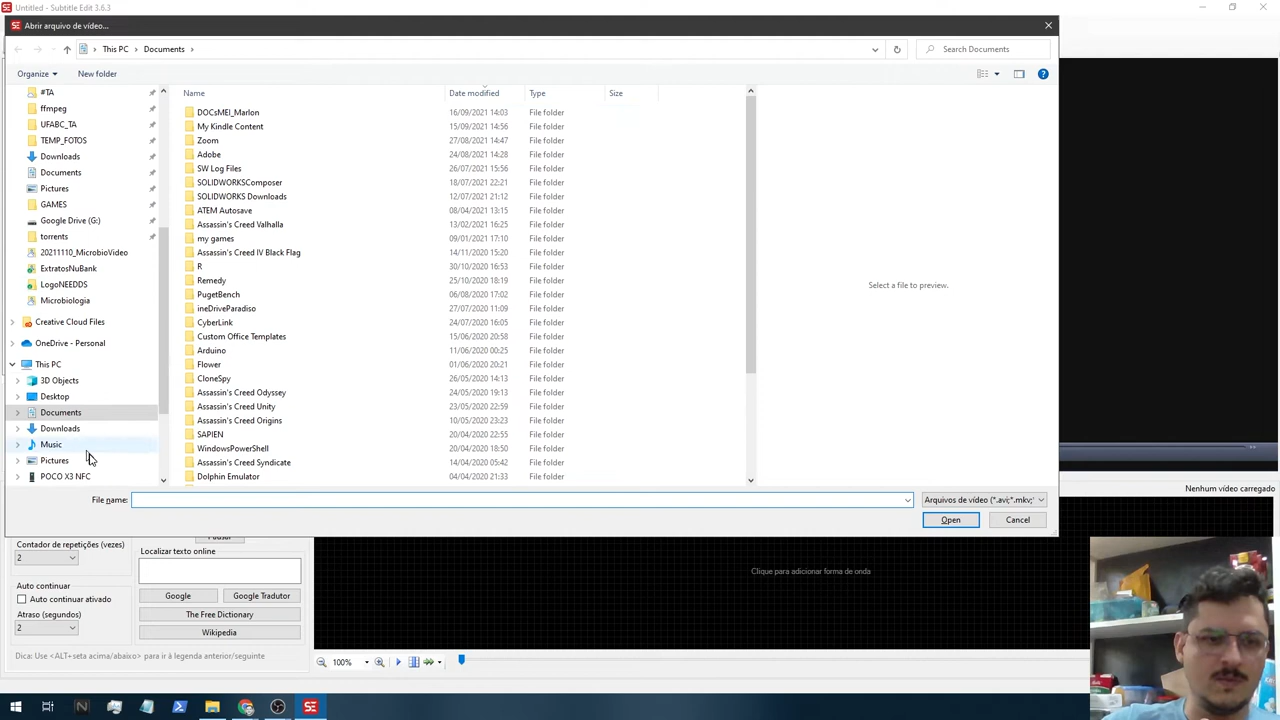 Untitled - Subtitle Edit 3.6.3
Abrir arquivo de vídeo...
This PC > Documents >
Search Documents
Organize
New folder
Name
Date modified
Type
Size
#TA
ffmpeg
UFABC_TA
TEMP_FOTOS
Downloads
Documents
Pictures
GAMES
Google Drive (G:)
torrents
20211110_MicrobioVideo
ExtratosNuBank
LogoNEEDDS
Microbiologia
Creative Cloud Files
OneDrive - Personal
This PC
3D Objects
Desktop
Documents
Downloads
Music
Pictures
POCO X3 NFC
DOCsMEI_Marlon 16/09/2021 14:03 File folder
My Kindle Content 15/09/2021 14:56 File folder
Zoom 27/08/2021 14:47 File folder
Adobe 24/08/2021 14:28 File folder
SW Log Files 26/07/2021 15:56 File folder
SOLIDWORKSComposer 18/07/2021 22:21 File folder
SOLIDWORKS Downloads 12/07/2021 21:12 File folder
ATEM Autosave 08/04/2021 13:15 File folder
Assassin's Creed Valhalla 13/02/2021 16:25 File folder
my games 09/01/2021 17:10 File folder
Assassin's Creed IV Black Flag 14/11/2020 15:20 File folder
R 30/10/2020 16:53 File folder
Remedy 25/10/2020 18:19 File folder
PugetBench 06/08/2020 17:02 File folder
ineDriveParadiso 27/07/2020 11:09 File folder
CyberLink 24/07/2020 16:05 File folder
Custom Office Templates 15/06/2020 20:58 File folder
Arduino 11/06/2020 00:25 File folder
Flower 01/06/2020 20:21 File folder
CloneSpy 26/05/2020 14:13 File folder
Assassin's Creed Odyssey 24/05/2020 19:13 File folder
Assassin's Creed Unity 23/05/2020 22:59 File folder
Assassin's Creed Origins 10/05/2020 23:05 File folder
SAPIEN 20/04/2020 22:55 File folder
WindowsPowerShell 20/04/2020 18:50 File folder
Assassin's Creed Syndicate 14/04/2020 05:42 File folder
Dolphin Emulator 04/04/2020 21:33 File folder
Select a file to preview.
File name:
Arquivos de vídeo (*.avi;*.mkv;*
Open
Cancel
Nenhum vídeo carregado
Contador de repetições (vezes)
2
Auto continuar
Auto continuar ativado
Atraso (segundos)
2
Localizar texto online
Google
Google Tradutor
The Free Dictionary
Wikipedia
Dica: Use <ALT+seta acima/abaixo> para ir à legenda anterior/seguinte
Clique para adicionar forma de onda
100%